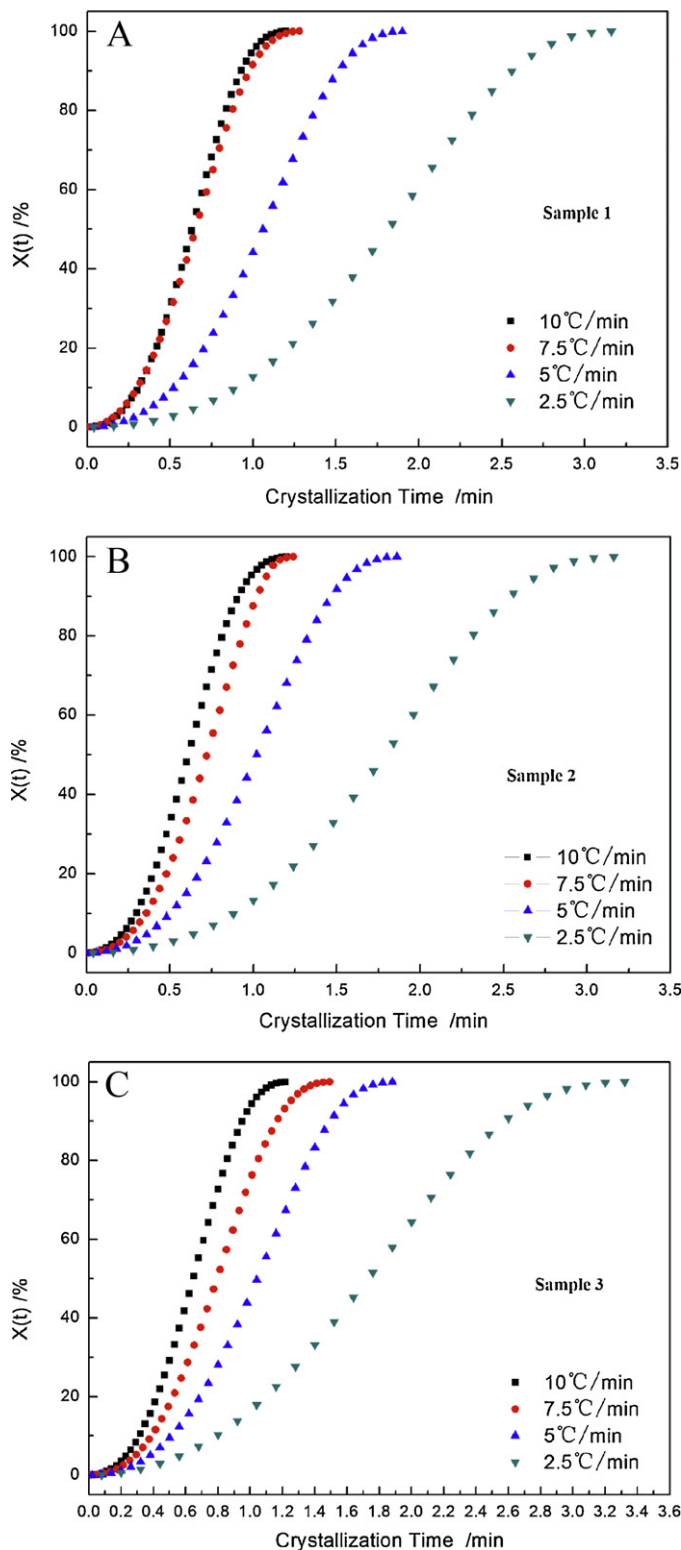 A
100
80
60
40
20
0
X(t) /%
Sample 1
10℃/min
7.5℃/min
5℃/min
2.5℃/min
0.0 0.5 1.0 1.5 2.0 2.5 3.0 3.5
Crystallization Time /min
B
100
80
60
40
20
0
X(t) /%
Sample 2
10℃/min
7.5℃/min
5℃/min
2.5℃/min
0.0 0.5 1.0 1.5 2.0 2.5 3.0 3.5
Crystallization Time /min
C
100
80
60
40
20
0
X(t) /%
Sample 3
10℃/min
7.5℃/min
5℃/min
2.5℃/min
0.0 0.2 0.4 0.6 0.8 1.0 1.2 1.4 1.6 1.8 2.0 2.2 2.4 2.6 2.8 3.0 3.2 3.4 3.6
Crystallization Time /min